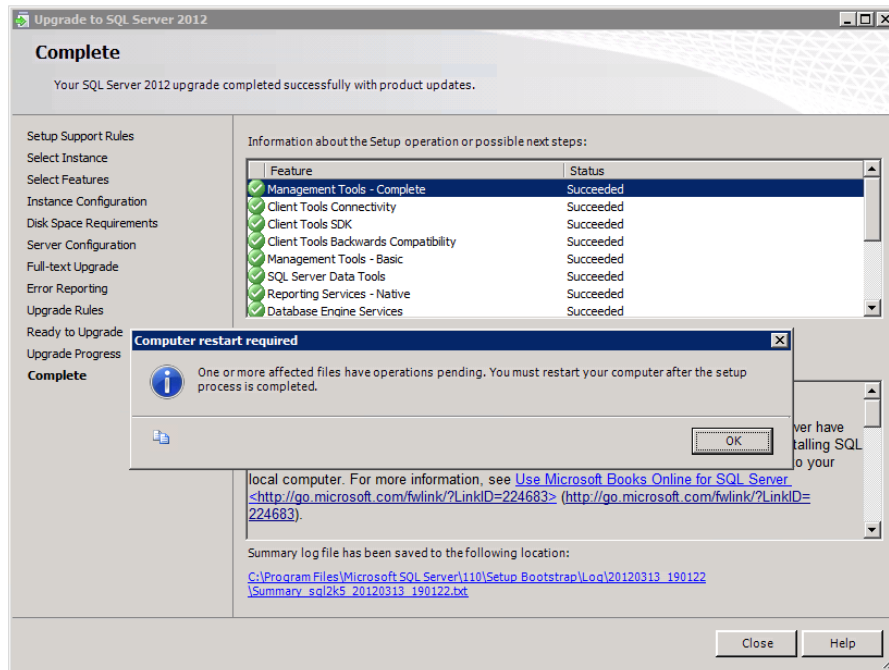 Upgrade to SQL Server 2012
Complete
Your SQL Server 2012 upgrade completed successfully with product updates.
Setup Support Rules
Select Instance
Select Features
Instance Configuration
Disk Space Requirements
Server Configuration
Full-text Upgrade
Error Reporting
Upgrade Rules
Ready to Upgrade
Upgrade Progress
Complete
Information about the Setup operation or possible next steps:
Feature Status
Management Tools - Complete Succeeded
Client Tools Connectivity Succeeded
Client Tools SDK Succeeded
Client Tools Backwards Compatibility Succeeded
Management Tools - Basic Succeeded
SQL Server Data Tools Succeeded
Reporting Services - Native Succeeded
Database Engine Services Succeeded
Computer restart required
One or more affected files have operations pending. You must restart your computer after the setup
process is completed.
OK
ver have
talling SQL
o your
local computer. For more information, see Use Microsoft Books Online for SQL Server
<http://go.microsoft.com/fwlink/?LinkID=224683> (http://go.microsoft.com/fwlink/?LinkID=
224683).
Summary log file has been saved to the following location:
C:\Program Files\Microsoft SQL Server\110\Setup Bootstrap\Log\20120313_190122
\Summary_sql2k5_20120313_190122.txt
Close Help